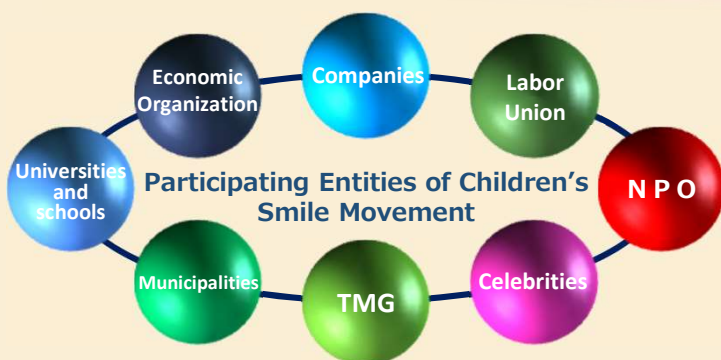 Economic
Organization
Companies
Labor
Union
Universities
and
schools
Participating Entities of Children's
Smile Movement
N P O
Municipalities
TMG
Celebrities